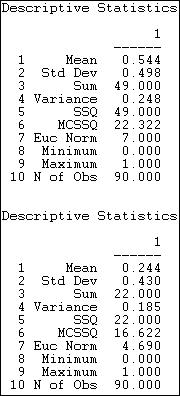 Descriptive Statistics
1
------
1 Mean 0.544
2 Std Dev 0.498
3 Sum 49.000
4 Variance 0.248
5 SSQ 49.000
6 MCSSQ 22.322
7 Euc Norm 7.000
8 Minimum 0.000
9 Maximum 1.000
10 N of Obs 90.000
Descriptive Statistics
1
------
1 Mean 0.244
2 Std Dev 0.430
3 Sum 22.000
4 Variance 0.185
5 SSQ 22.000
6 MCSSQ 16.622
7 Euc Norm 4.690
8 Minimum 0.000
9 Maximum 1.000
10 N of Obs 90.000